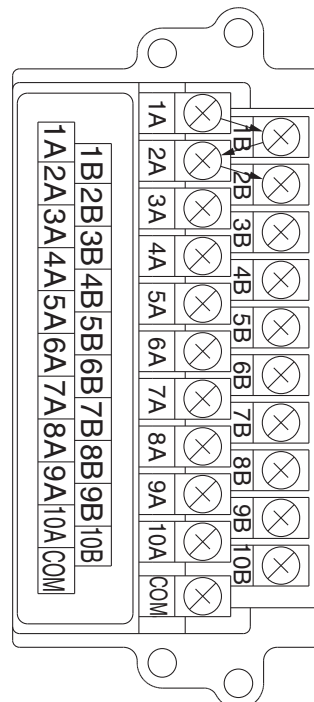 1A 2A 3A 4A 5A 6A 7A 8A 9A 10A COM
1B 2B 3B 4B 5B 6B 7B 8B 9B 10B
1A
2A
3A
4A
5A
6A
7A
8A
9A
10A
COM
1B
2B
3B
4B
5B
6B
7B
8B
9B
10B